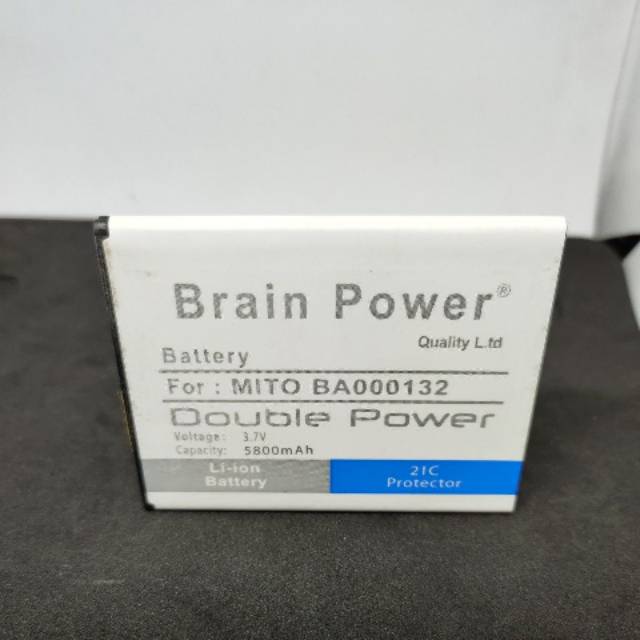 Brain Power®
Quality L.td
Battery
For : MITO BA000132
Double Power
Voltage: 3.7V
Capacity: 5800mAh
Li-ion
Battery
2IC
Protector